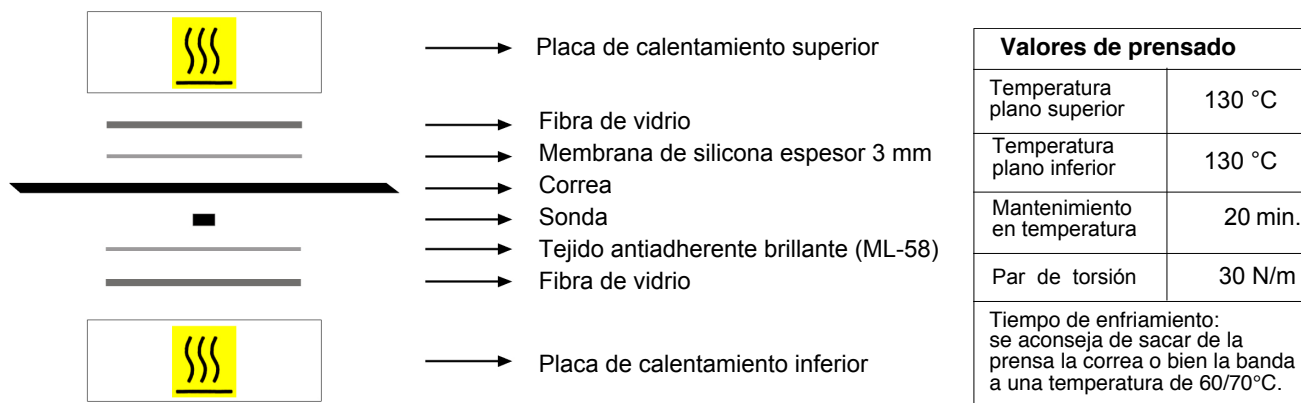 Placa de calentamiento superior
Fibra de vidrio
Membrana de silicona espesor 3 mm
Correa
Sonda
Tejido antiadherente brillante (ML-58)
Fibra de vidrio
Placa de calentamiento inferior
Valores de prensado
Temperatura
plano superior
130 °C
Temperatura
plano inferior
130 °C
Mantenimiento
en temperatura
20 min.
Par de torsión
30 N/m
Tiempo de enfriamiento:
se aconseja de sacar de la
prensa la correa o bien la banda
a una temperatura de 60/70°C.